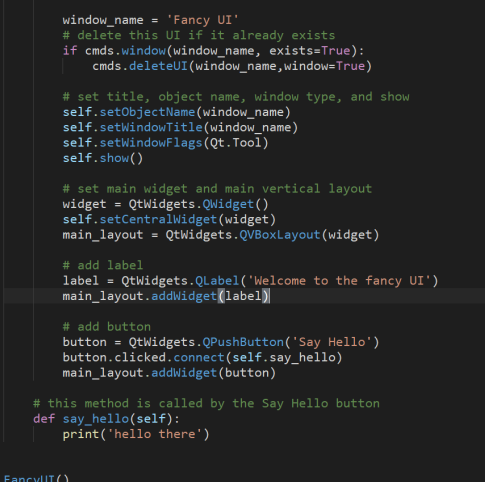 window_name = 'Fancy UI'
# delete this UI if it already exists
if cmds.window(window_name, exists=True):
cmds.deleteUI(window_name,window=True)
# set title, object name, window type, and show
self.setObjectName(window_name)
self.setWindowTitle(window_name)
self.setWindowFlags(Qt.Tool)
self.show()
# set main widget and main vertical layout
widget = QtWidgets.QWidget()
self.setCentralWidget(widget)
main_layout = QtWidgets.QVBoxLayout(widget)
# add label
label = QtWidgets.QLabel('Welcome to the fancy UI')
main_layout.addWidget(label)
# add button
button = QtWidgets.QPushButton('Say Hello')
button.clicked.connect(self.say_hello)
main_layout.addWidget(button)
# this method is called by the Say Hello button
def say_hello(self):
print('hello there')
FancyUI()